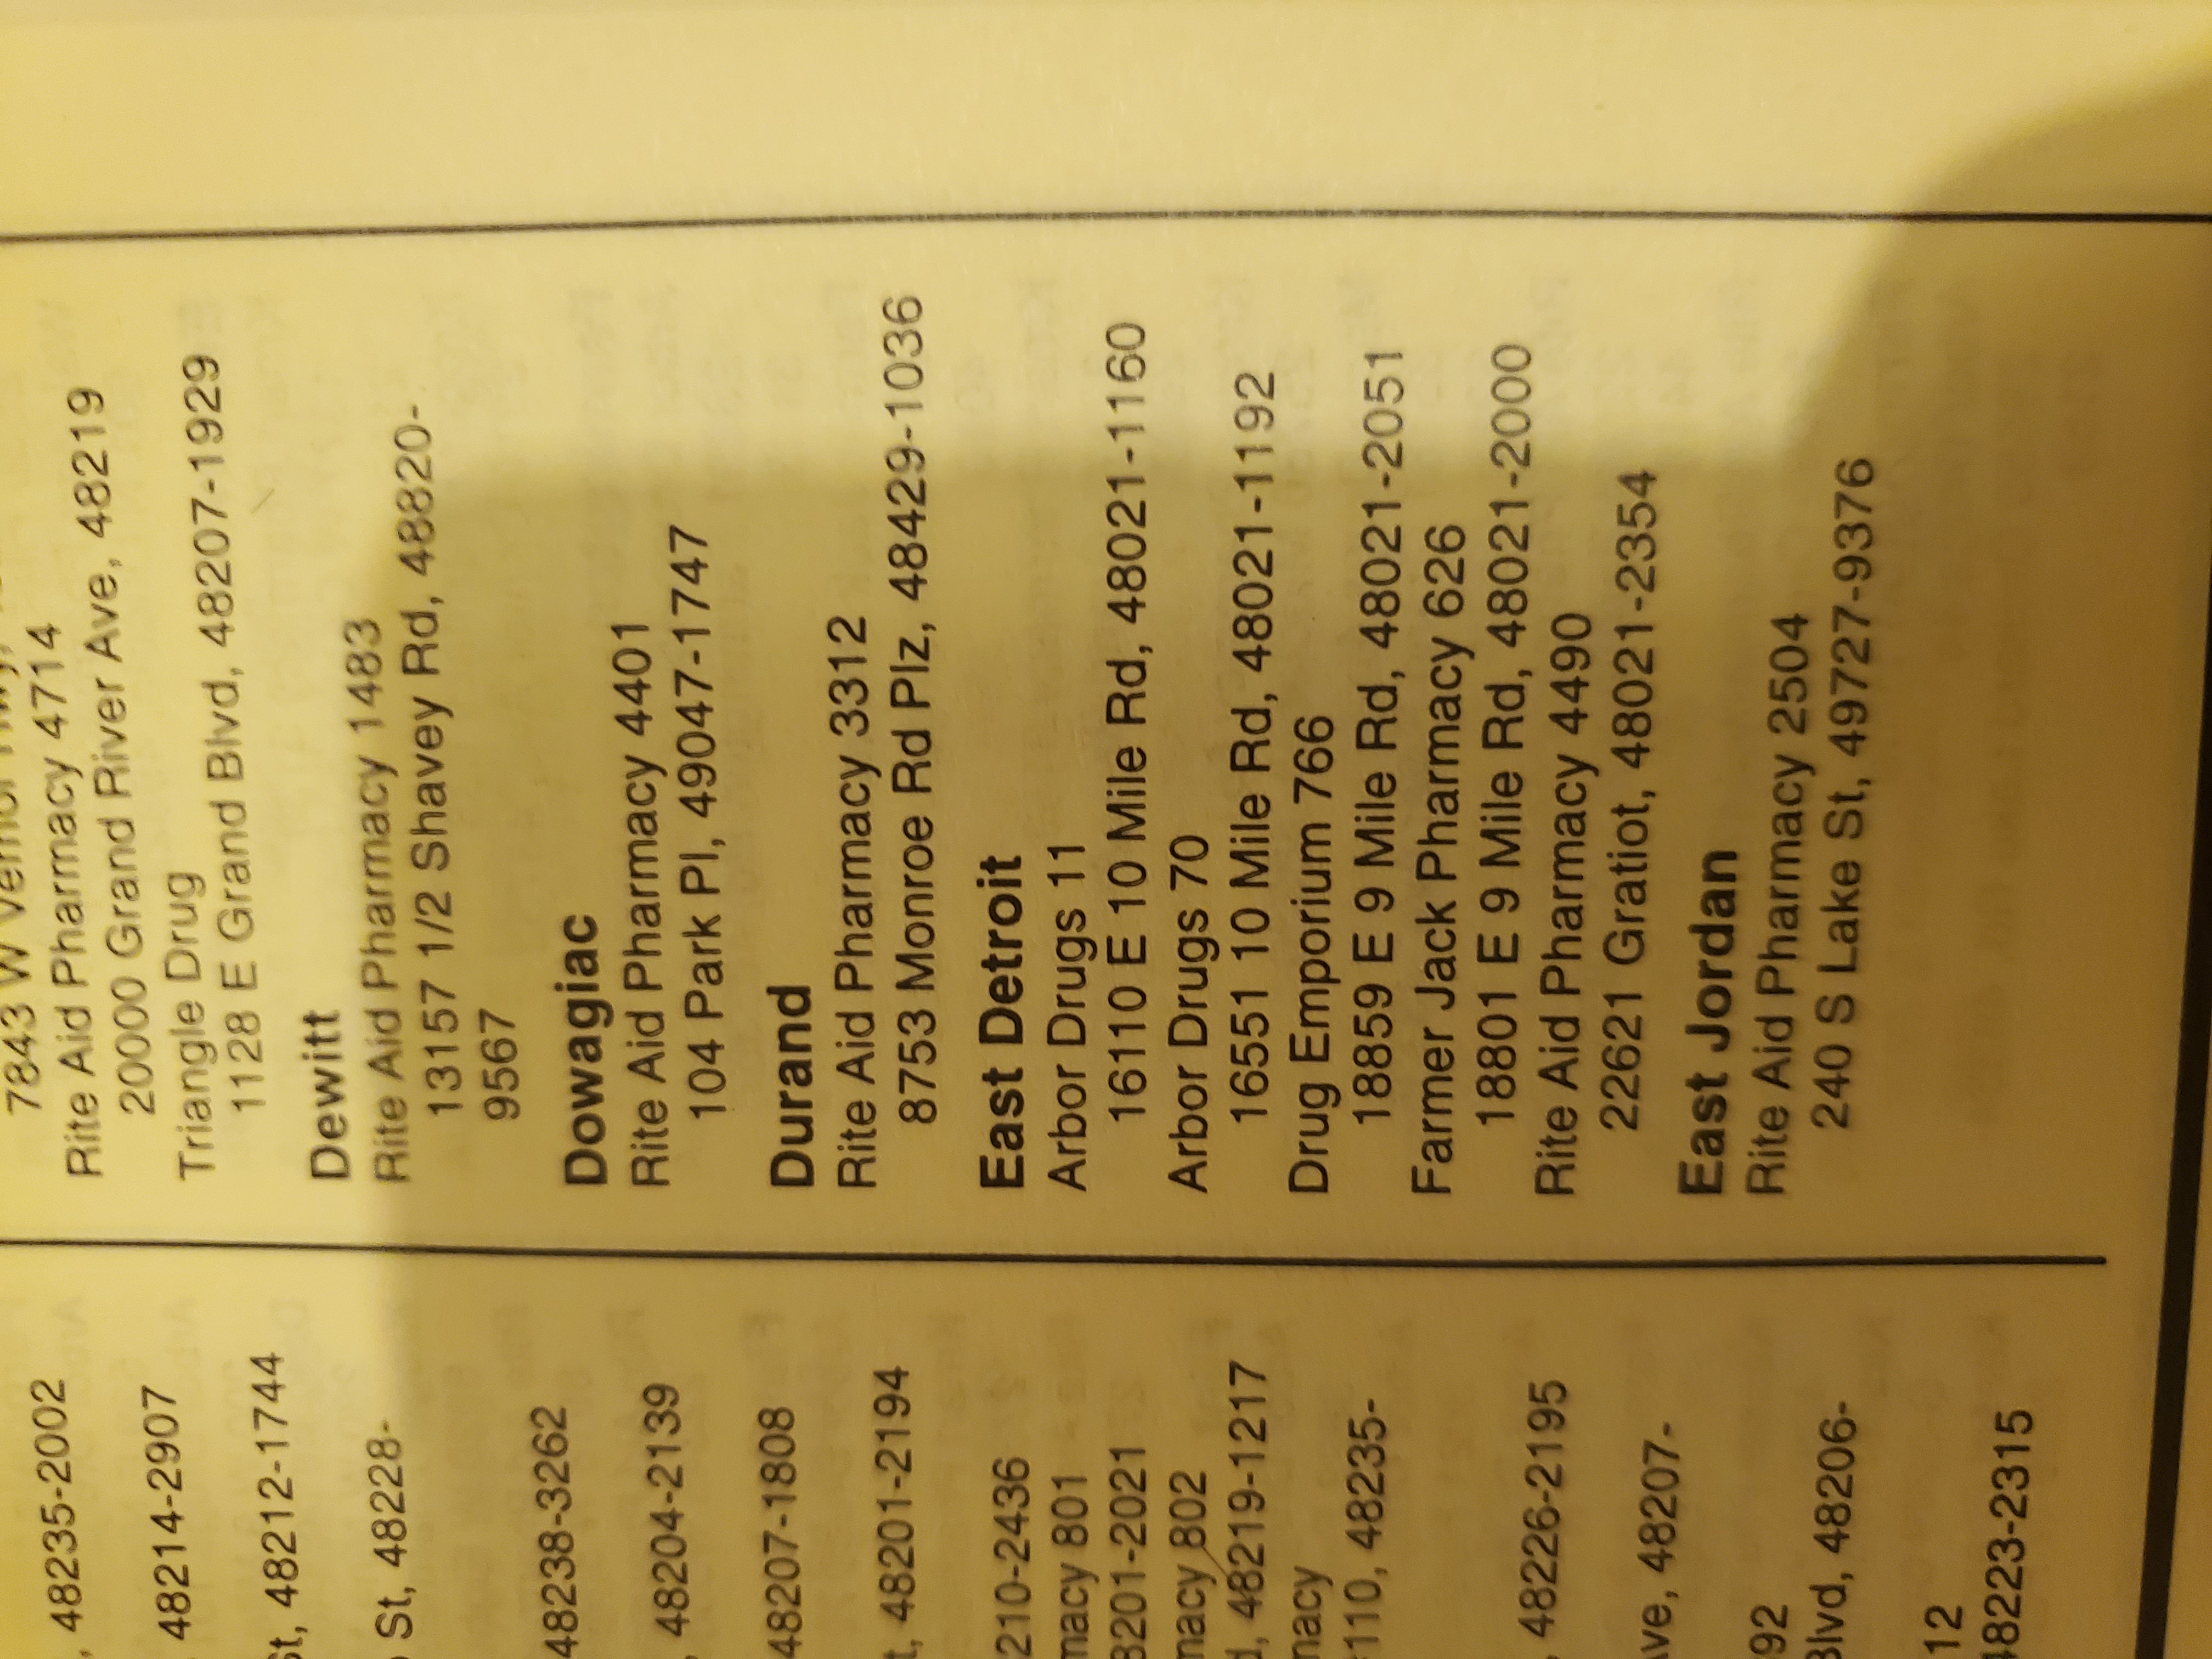 , 48235-2002
, 48214-2907
St, 48212-1744
St, 48228-
48238-3262
, 48204-2139
48207-1808
t, 48201-2194
210-2436
macy 801
8201-2021
macy 802
d, 48219-1217
macy
110, 48235-
, 48226-2195
Ave, 48207-
92
Blvd, 48206-
12
48223-2315
7843 W Vernor Hwy,
Rite Aid Pharmacy 4714
20000 Grand River Ave, 48219
Triangle Drug
1128 E Grand Blvd, 48207-1929
Dewitt
Rite Aid Pharmacy 1483
13157 1/2 Shavey Rd, 48820-
9567
Dowagiac
Rite Aid Pharmacy 4401
104 Park Pl, 49047-1747
Durand
Rite Aid Pharmacy 3312
8753 Monroe Rd Plz, 48429-1036
East Detroit
Arbor Drugs 11
16110 E 10 Mile Rd, 48021-1160
Arbor Drugs 70
16551 10 Mile Rd, 48021-1192
Drug Emporium 766
18859 E 9 Mile Rd, 48021-2051
Farmer Jack Pharmacy 626
18801 E 9 Mile Rd, 48021-2000
Rite Aid Pharmacy 4490
22621 Gratiot, 48021-2354
East Jordan
Rite Aid Pharmacy 2504
240 S Lake St, 49727-9376